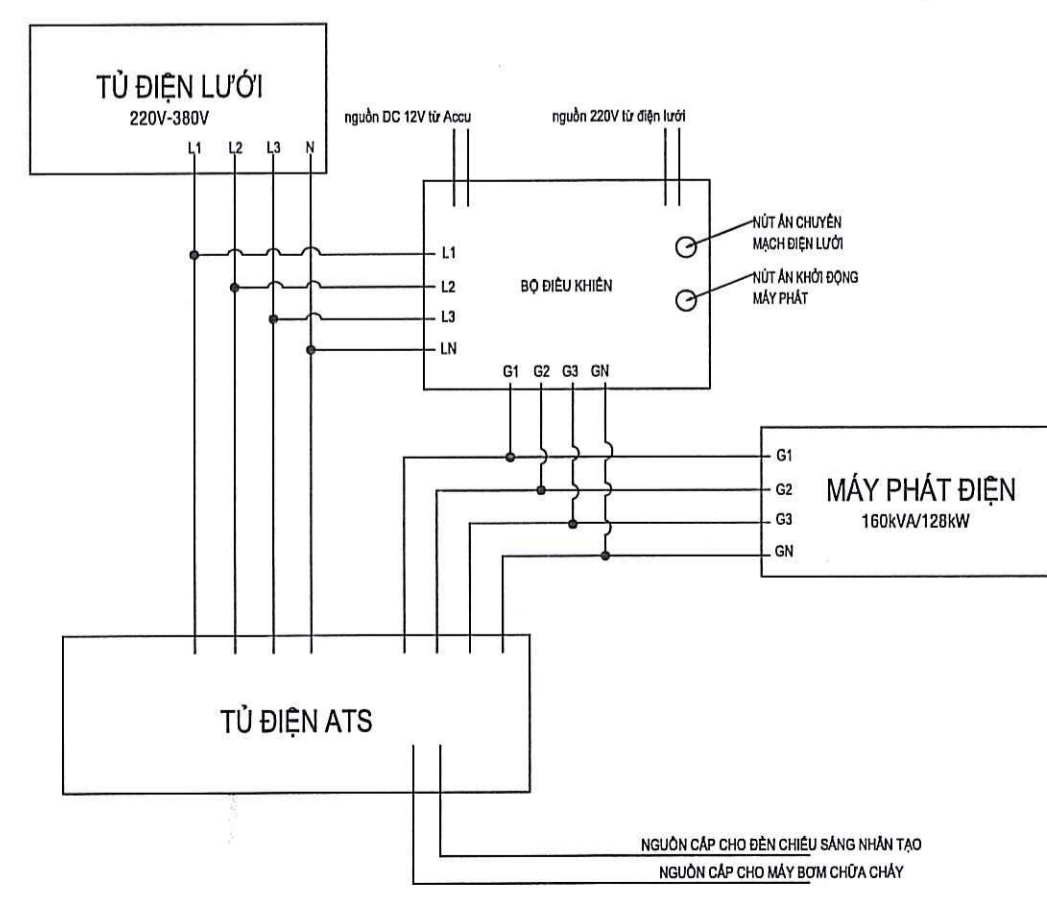 TỦ ĐIỆN LƯỚI
220V-380V
L1 L2 L3 N
nguồn DC 12V từ Accu
nguồn 220V từ điện lưới
L1
L2
L3
LN
BỘ ĐIỀU KHIỂN
NÚT ẤN CHUYỂN
MẠCH ĐIỆN LƯỚI
NÚT ẤN KHỞI ĐỘNG
MÁY PHÁT
G1 G2 G3 GN
G1
G2
G3
GN
MÁY PHÁT ĐIỆN
160kVA/128kW
TỦ ĐIỆN ATS
NGUỒN CẤP CHO ĐÈN CHIẾU SÁNG NHÂN TẠO
NGUỒN CẤP CHO MÁY BƠM CHỮA CHÁY